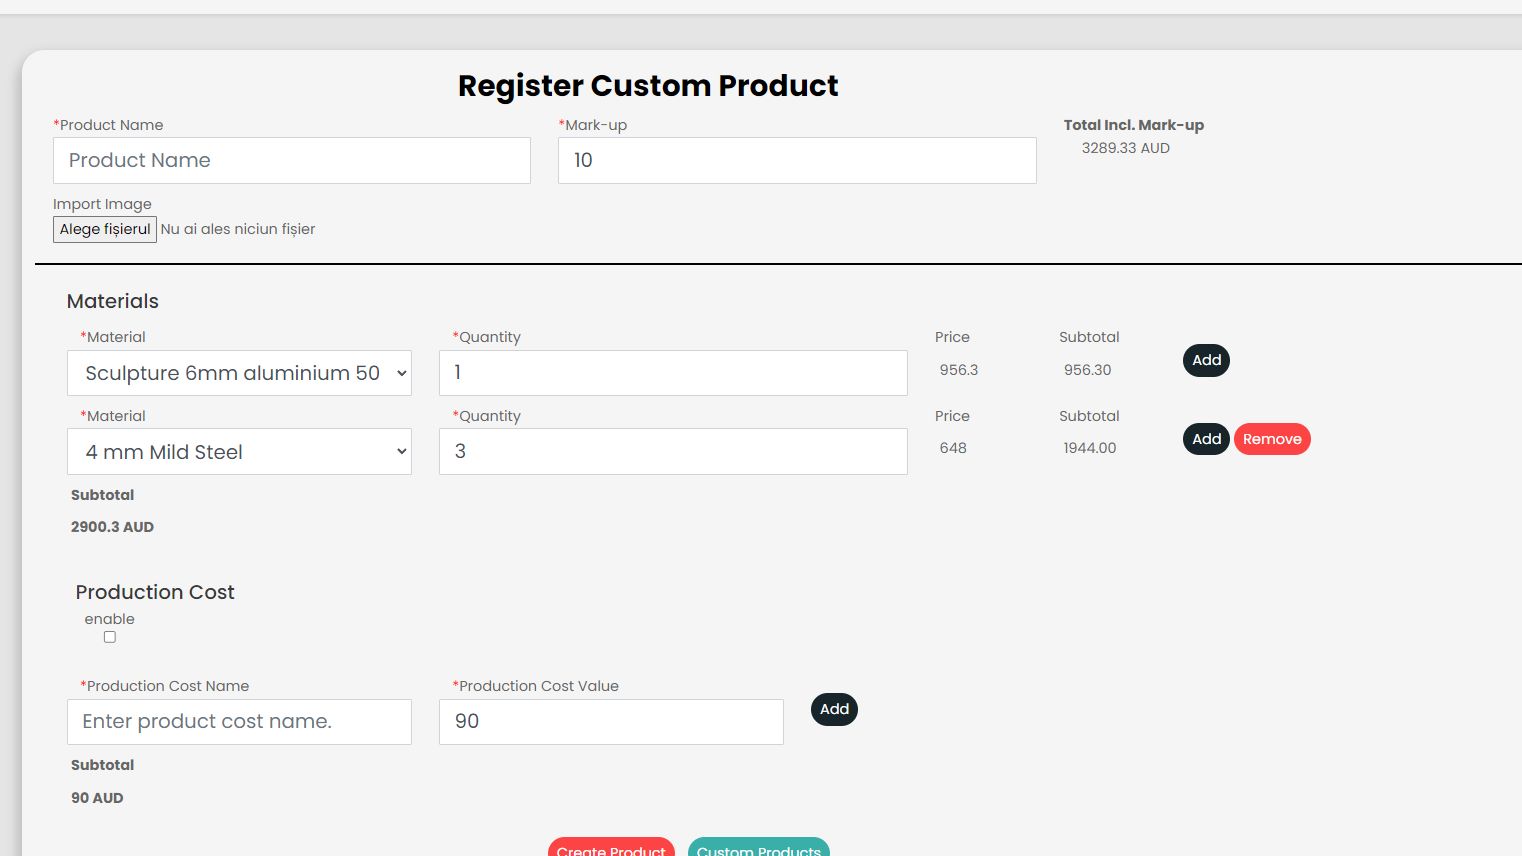 Register Custom Product
*Product Name
*Mark-up
Total Incl. Mark-up
Product Name
10
3289.33 AUD
Import Image
Alege fișierul Nu ai ales niciun fișier
Materials
*Material
*Quantity
Price
Subtotal
Sculpture 6mm aluminium 50
1
956.3
956.30
Add
*Material
*Quantity
Price
Subtotal
4 mm Mild Steel
3
648
1944.00
Add
Remove
Subtotal
2900.3 AUD
Production Cost
enable
*Production Cost Name
*Production Cost Value
Enter product cost name.
90
Add
Subtotal
90 AUD
Create Product
Custom Products